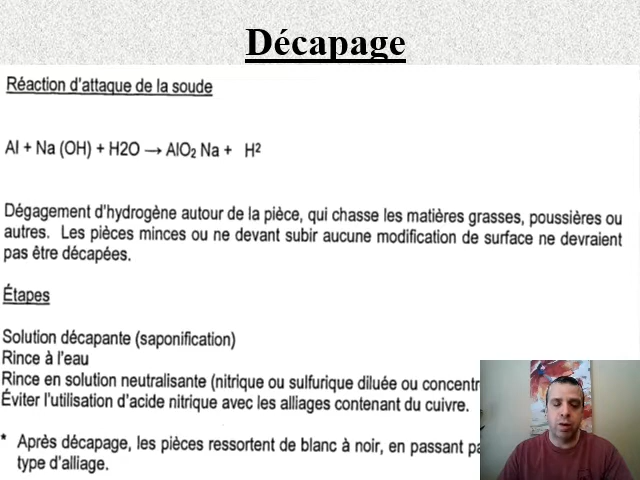 Décapage
Réaction d'attaque de la soude
Al + Na (OH) + H2O → AlO₂ Na + H²
Dégagement d'hydrogène autour de la pièce, qui chasse les matières grasses, poussières ou
autres. Les pièces minces ou ne devant subir aucune modification de surface ne devraient
pas être décapées.
Étapes
Solution décapante (saponification)
Rince à l'eau
Rince en solution neutralisante (nitrique ou sulfurique diluée ou
Éviter l'utilisation d'acide nitrique avec les alliages contenant du cuivre.
* Après décapage, les pièces ressortent de blanc à noir, en passant
type d'alliage.